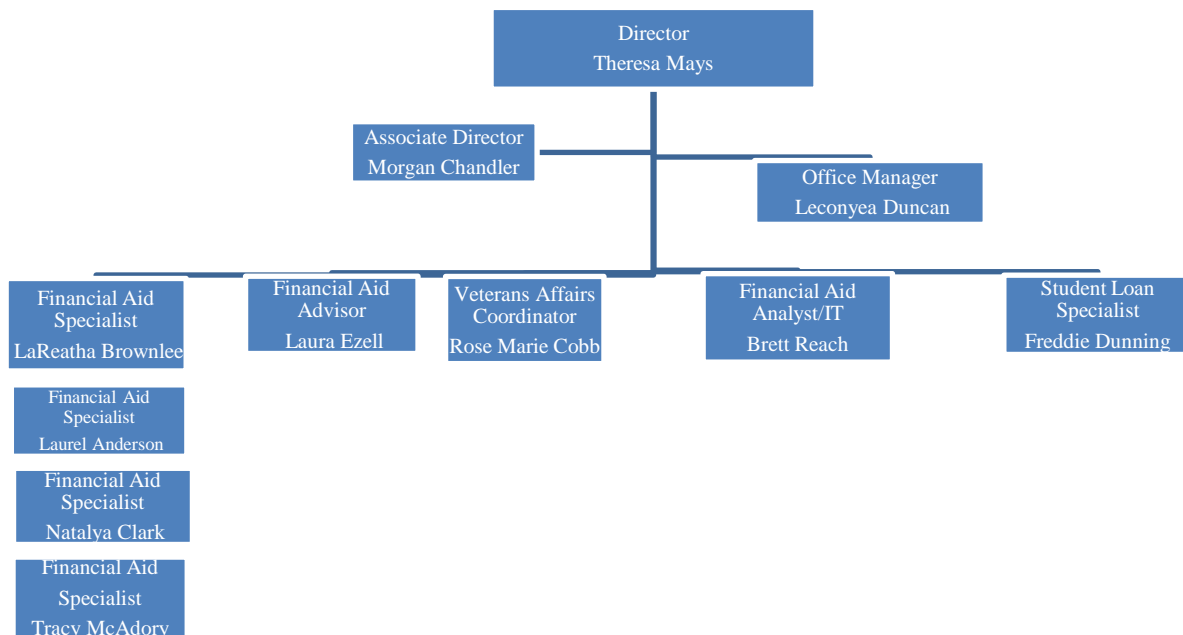 Director
Theresa Mays
Associate Director
Morgan Chandler
Office Manager
Leconyea Duncan
Financial Aid
Specialist
LaReatha Brownlee
Financial Aid
Advisor
Laura Ezell
Veterans Affairs
Coordinator
Rose Marie Cobb
Financial Aid
Analyst/IT
Brett Reach
Student Loan
Specialist
Freddie Dunning
Financial Aid
Specialist
Laurel Anderson
Financial Aid
Specialist
Natalya Clark
Financial Aid
Specialist
Tracy McAdory